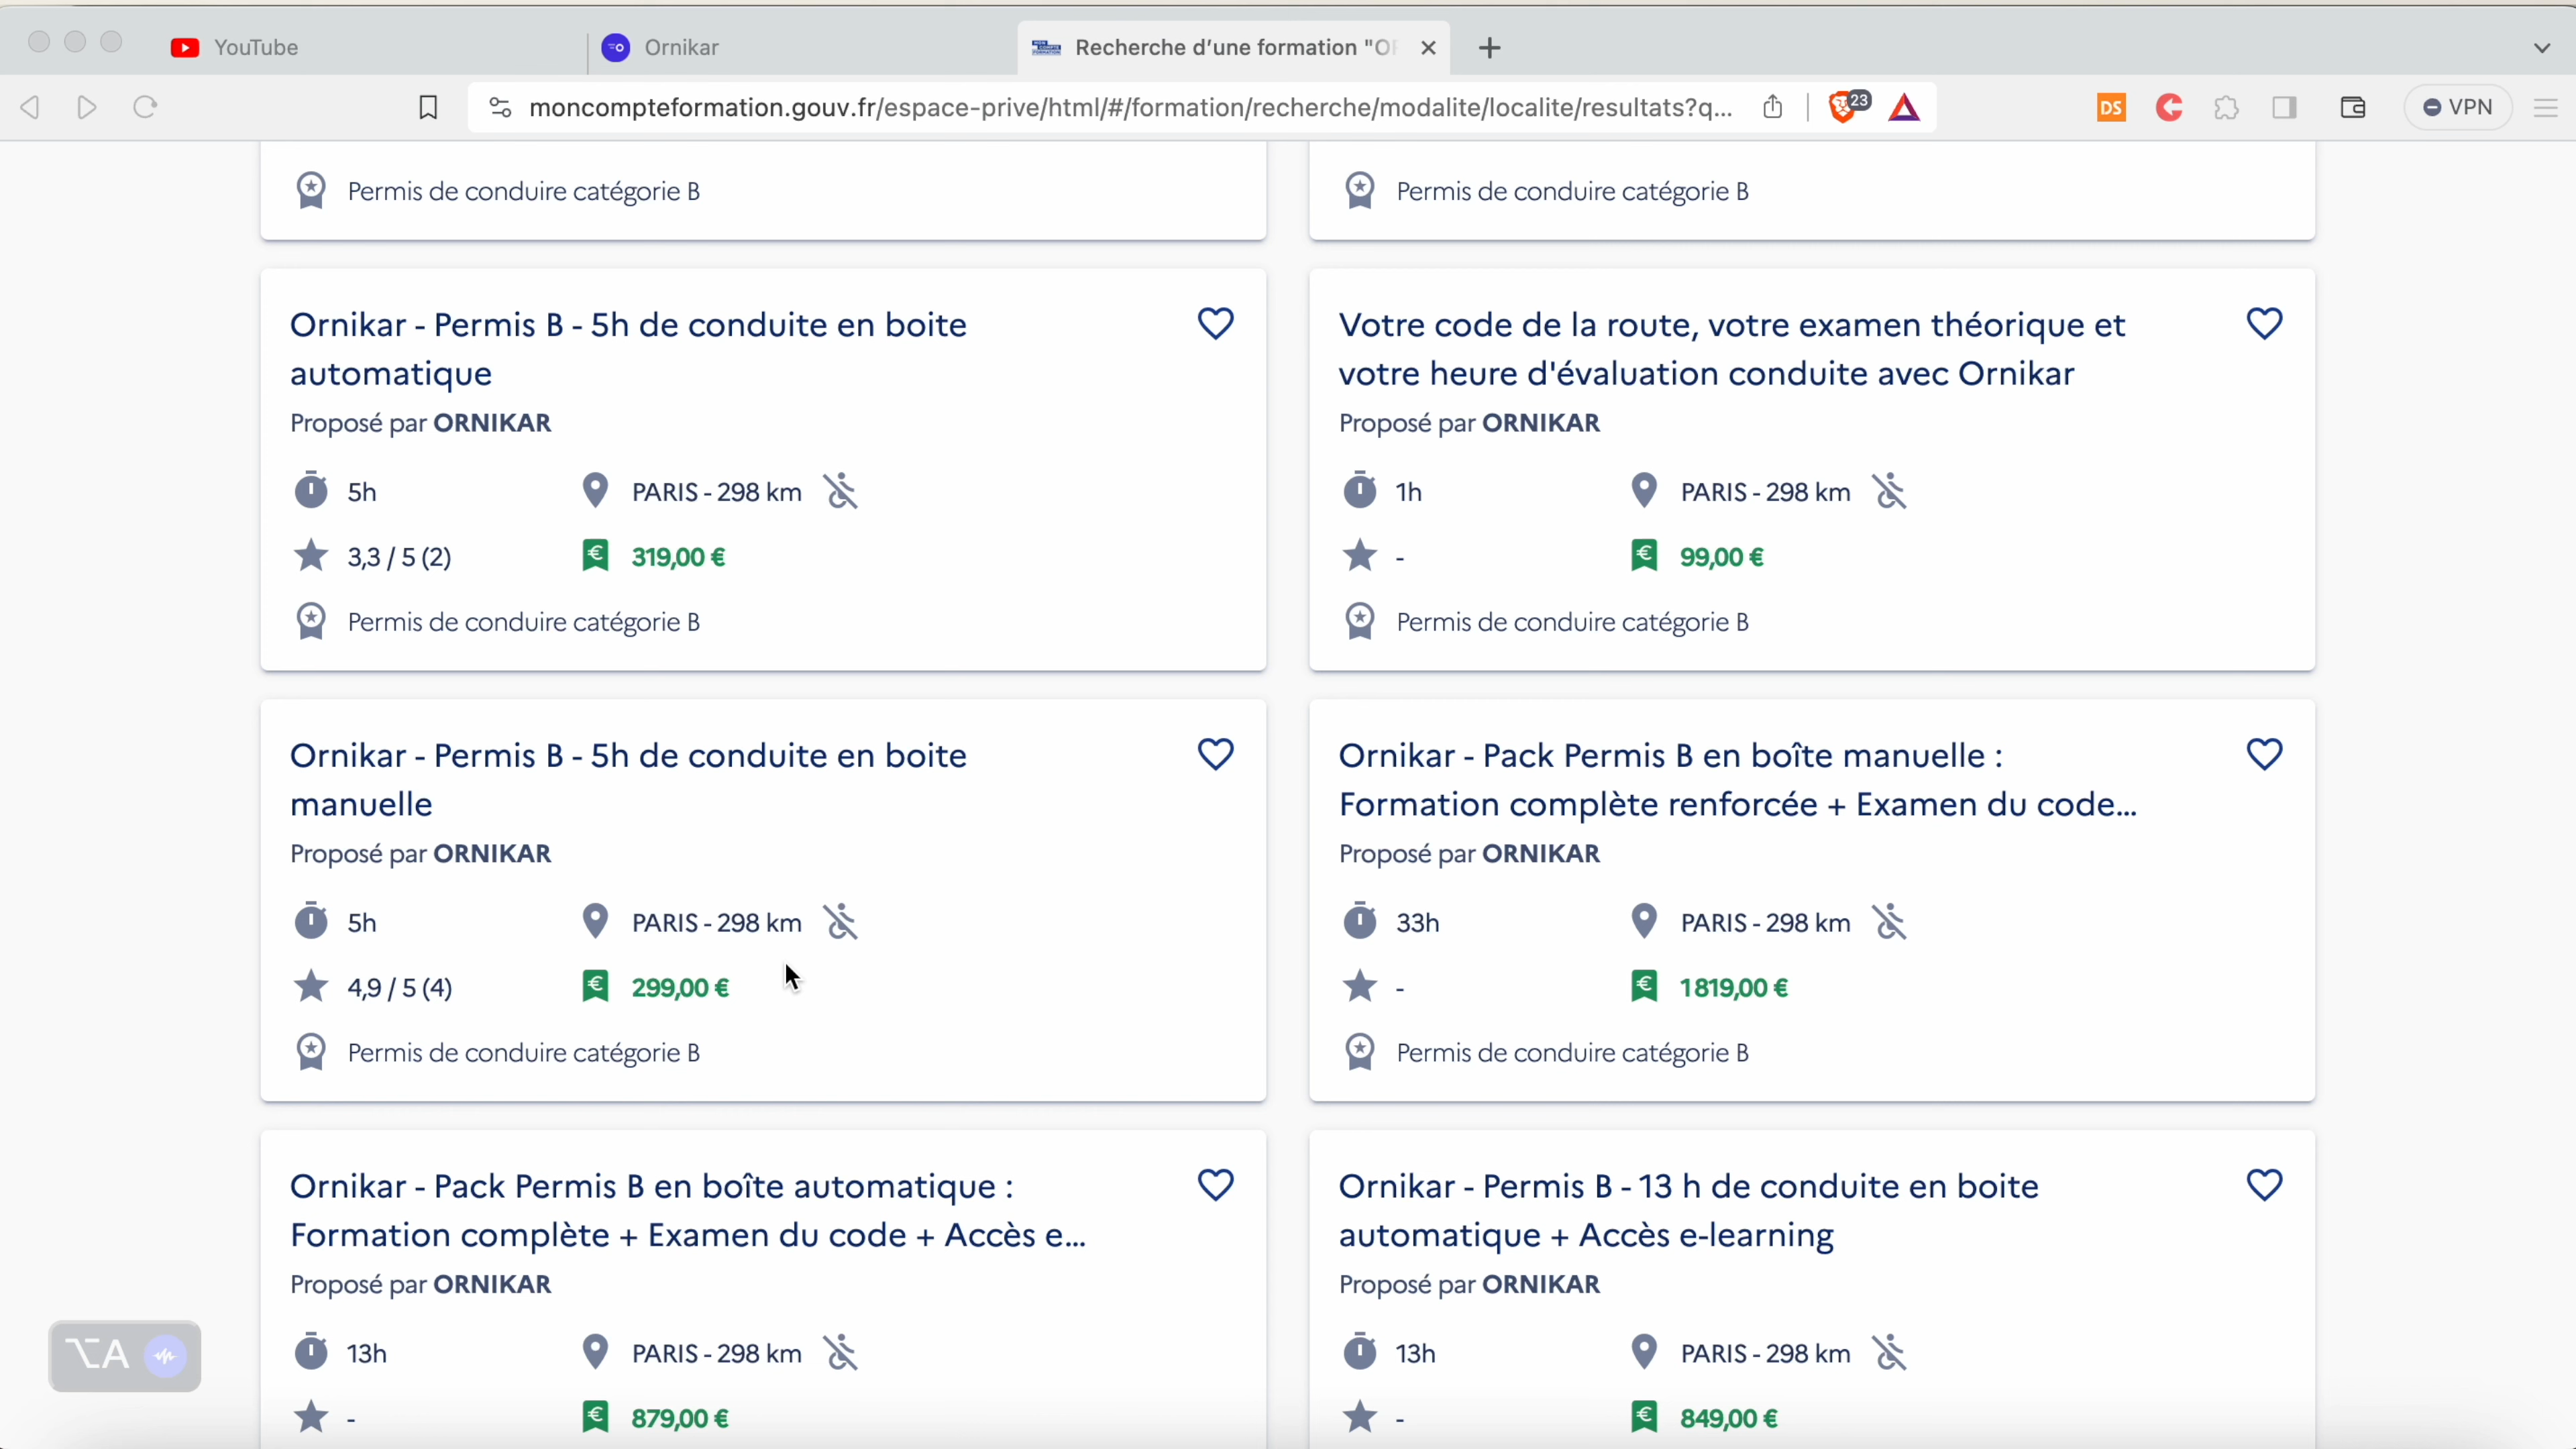 YouTube
Ornikar
Recherche d'une formation "O
moncompteformation.gouv.fr/espace-prive/html/#/formation/recherche/modalite/localite/resultats?q...
23
DS
VPN
Permis de conduire catégorie B
Permis de conduire catégorie B
Ornikar - Permis B - 5h de conduite en boite
automatique
Proposé par ORNIKAR
5h
PARIS - 298 km
3,3 / 5 (2)
319,00 €
Permis de conduire catégorie B
Votre code de la route, votre examen théorique et
votre heure d'évaluation conduite avec Ornikar
Proposé par ORNIKAR
1h
PARIS - 298 km
-
99,00 €
Permis de conduire catégorie B
Ornikar - Permis B - 5h de conduite en boite
manuelle
Proposé par ORNIKAR
5h
PARIS - 298 km
4,9 / 5 (4)
299,00 €
Permis de conduire catégorie B
Ornikar - Pack Permis B en boîte manuelle :
Formation complète renforcée + Examen du code...
Proposé par ORNIKAR
33h
PARIS - 298 km
-
1 819,00 €
Permis de conduire catégorie B
Ornikar - Pack Permis B en boîte automatique :
Formation complète + Examen du code + Accès e...
Proposé par ORNIKAR
13h
PARIS - 298 km
-
879,00 €
Ornikar - Permis B - 13 h de conduite en boite
automatique + Accès e-learning
Proposé par ORNIKAR
13h
PARIS - 298 km
-
849,00 €
⌥A